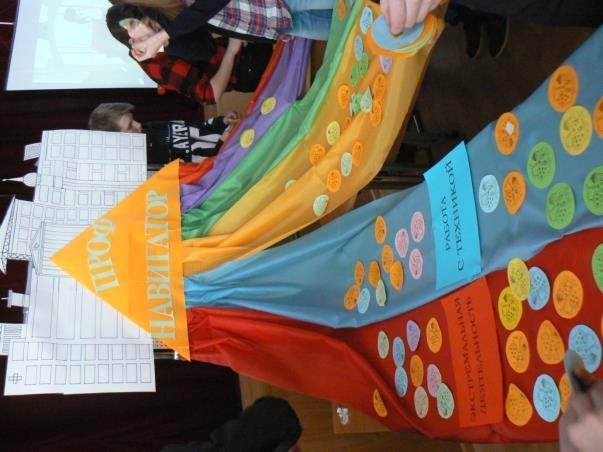 ПРОФ
НАВИГАТОР
РАБОТА
С ТЕХНИКОЙ
ЭКСТРЕМАЛЬНАЯ
ДЕЯТЕЛЬНОСТЬ